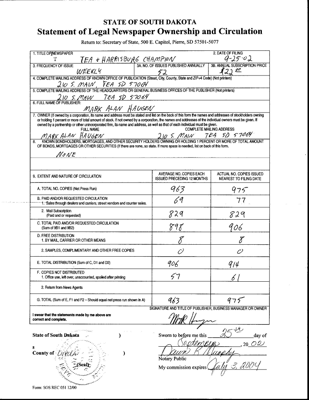 STATE OF SOUTH DAKOTA
Statement of Legal Newspaper Ownership and Circulation
Return to: Secretary of State, 500 E. Capitol, Pierre, SD 57501-5077
1. TITLE OF NEWSPAPER
2. DATE OF FILING
TEA & HARRISBURG CHAMPION
9-25-02
3. FREQUENCY OF ISSUE
3A. NO. OF ISSUES PUBLISHED ANNUALLY
3B. ANNUAL SUBSCRIPTION PRICE
WEEKLY
52
4. COMPLETE MAILING ADDRESS OF KNOWN OFFICE OF PUBLICATION (Street, City, County, State and ZIP+4 Code) (Not printers)
210 S. MAIN TEA SD 57064
5. COMPLETE MAILING ADDRESS OF THE HEADQUARTERS OR GENERAL BUSINESS OFFICES OF THE PUBLISHER (Not printers)
210 S. MAIN TEA SD 57064
6. FULL NAME OF PUBLISHER:
MARK ALAN HAUGEN
7. OWNER (If owned by a corporation, its name and address must be stated and list on the back of this form the names and addresses of stockholders owning
or holding 1 percent or more of total amount of stock. If not owned by a corporation, the names and addresses of the individual owners must be given. If
owned by a partnership or other unincorporated firm, its name and address, as well as that of each individual must be given.
FULL NAME
COMPLETE MAILING ADDRESS
MARK ALAN HAUGEN
210 S. MAIN TEA SD 57064
8. KNOWN BONDHOLDERS, MORTGAGES, AND OTHER SECURITY HOLDERS OWNING OR HOLDING 1 PERCENT OR MORE OF TOTAL AMOUNT
OF BONDS, MORTGAGES OR OTHER SECURITIES (If there are none, so state. If more space is needed, list on back of this form.
NONE
9. EXTENT AND NATURE OF CIRCULATION
AVERAGE NO. COPIES EACH
ISSUED PRECEDING 12 MONTHS
ACTUAL NO. COPIES ISSUED
NEAREST TO FILING DATE
A. TOTAL NO. COPIES (Net Press Run)
963
975
B. PAID AND/OR REQUESTED CIRCULATION
1. Sales through dealers and carriers, street vendors and counter sales
69
77
2. Mail Subscription
(Paid and or requested)
829
829
C. TOTAL PAID AND/OR REQUESTED CIRCULATION
(Sum of 9B1 and 9B2)
898
906
D. FREE DISTRIBUTION
1. BY MAIL, CARRIER OR OTHER MEANS
8
8
2. SAMPLES, COMPLIMENTARY AND OTHER FREE COPIES
0
0
E. TOTAL DISTRIBUTION (Sum of C, D1 and D2)
906
914
F. COPIES NOT DISTRIBUTED
1. Office use, left over, unaccounted, spoiled after printing
57
61
2. Return from News Agents
G. TOTAL (Sum of E, F1 and F2 – Should equal net press run shown in A)
963
975
I swear that the statements made by me above are
correct and complete.
SIGNATURE AND TITLE OF PUBLISHER, BUSINESS MANAGER OR OWNER
State of South Dakota )
Sworn to before me this 25th day of
September, 2002
County of Lincoln )
Notary Public
My commission expires July 3, 2004
Form: SOS REC 051 12/00